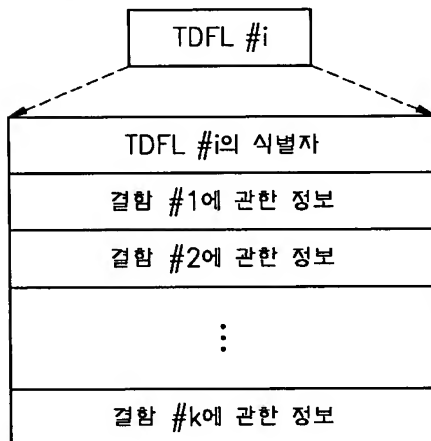 TDFL #i
TDFL #i의 식별자
결함 #1에 관한 정보
결함 #2에 관한 정보
⋮
결함 #k에 관한 정보